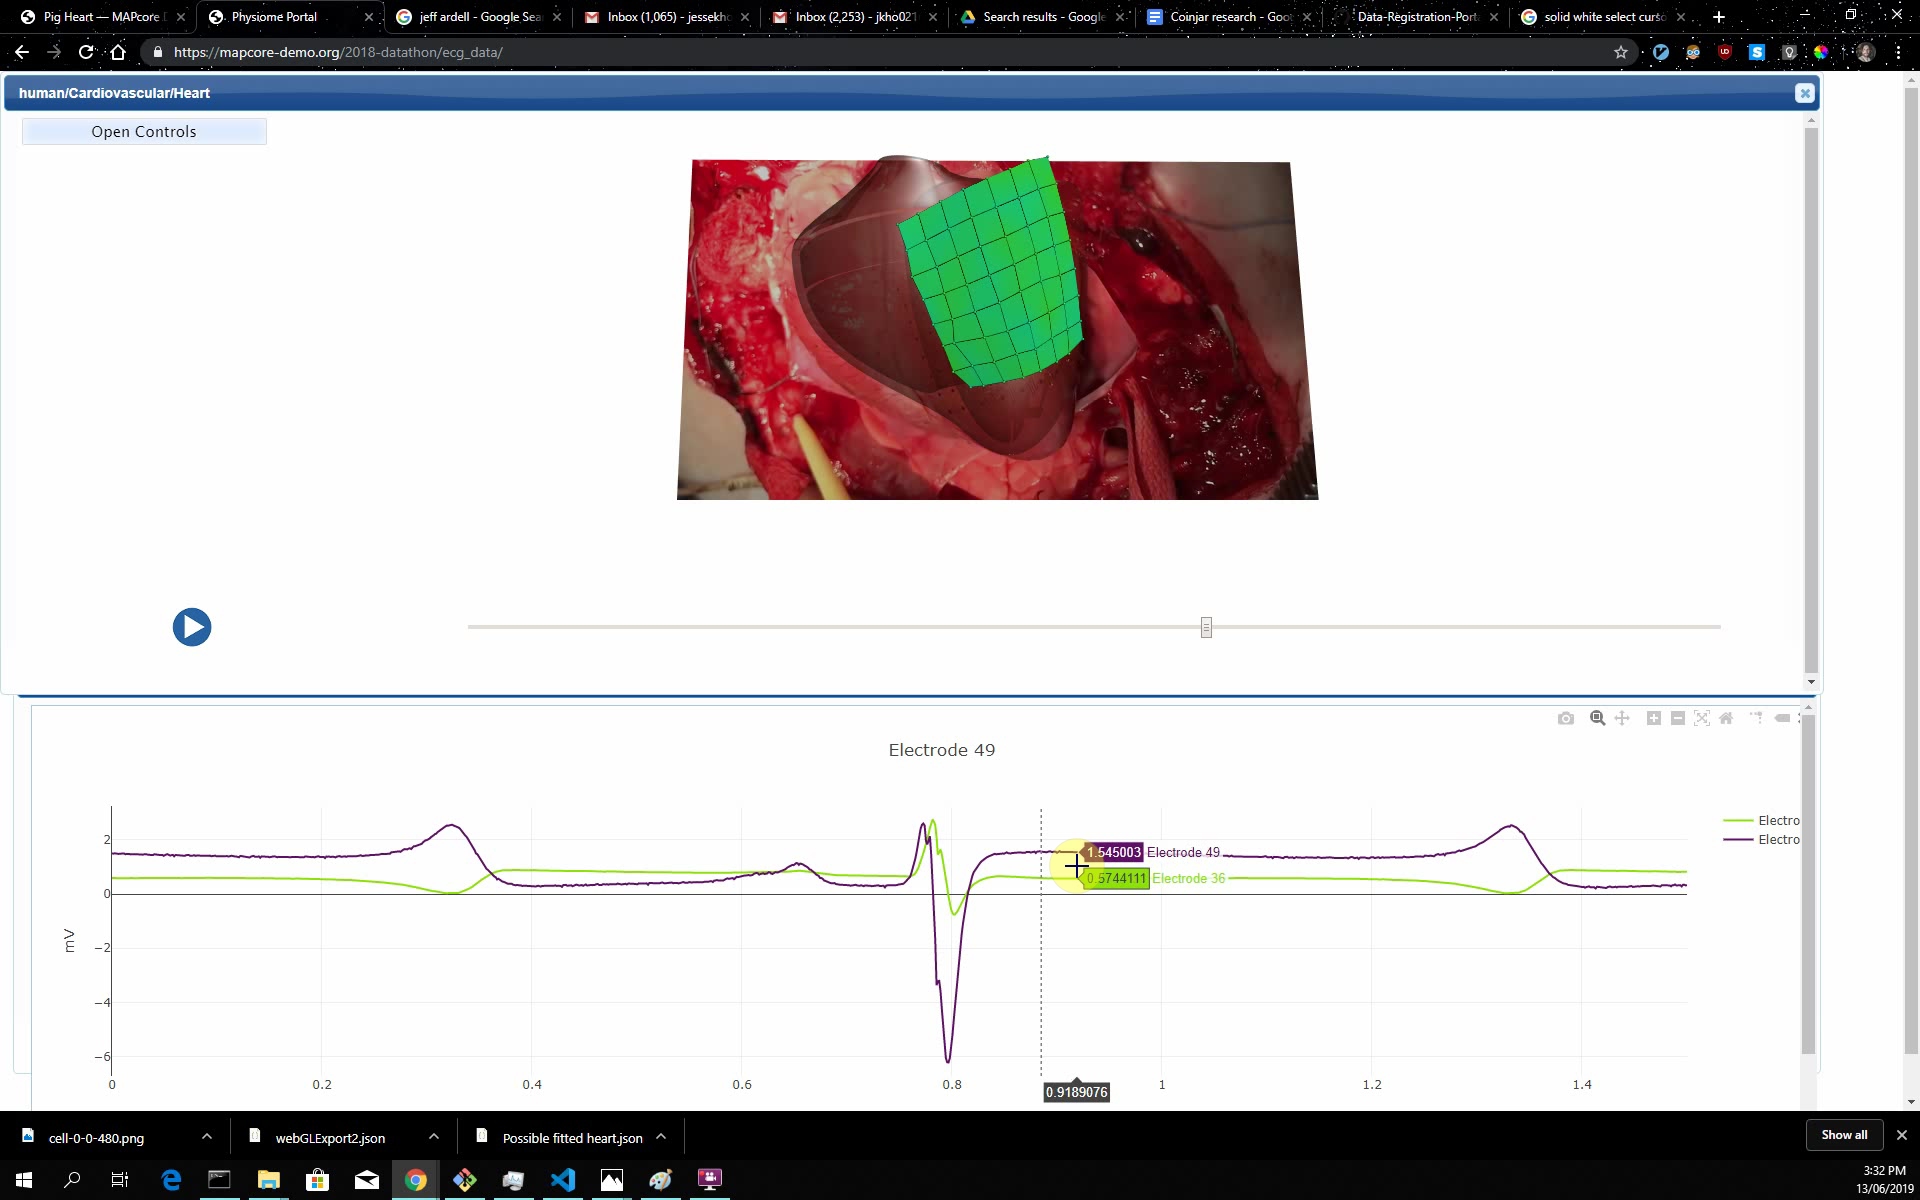 Pig Heart — MAPcore D
Physiome Portal
jeff ardell - Google Sea
Inbox (1,065) - jessekh
Inbox (2,253) - jkho021
Search results - Google
Coinjar research - Goo
Data-Registration-Port
solid white select curso
https://mapcore-demo.org/2018-datathon/ecg_data/
human/Cardiovascular/Heart
Open Controls
Electrode 49
Electro
Electro
mV
2
0
−2
−4
−6
1.545003 Electrode 49
0.5744111 Electrode 36
0 0.2 0.4 0.6 0.8 1 1.2 1.4
0.9189076
cell-0-0-480.png
webGLExport2.json
Possible fitted heart.json
Show all
3:32 PM
13/06/2019